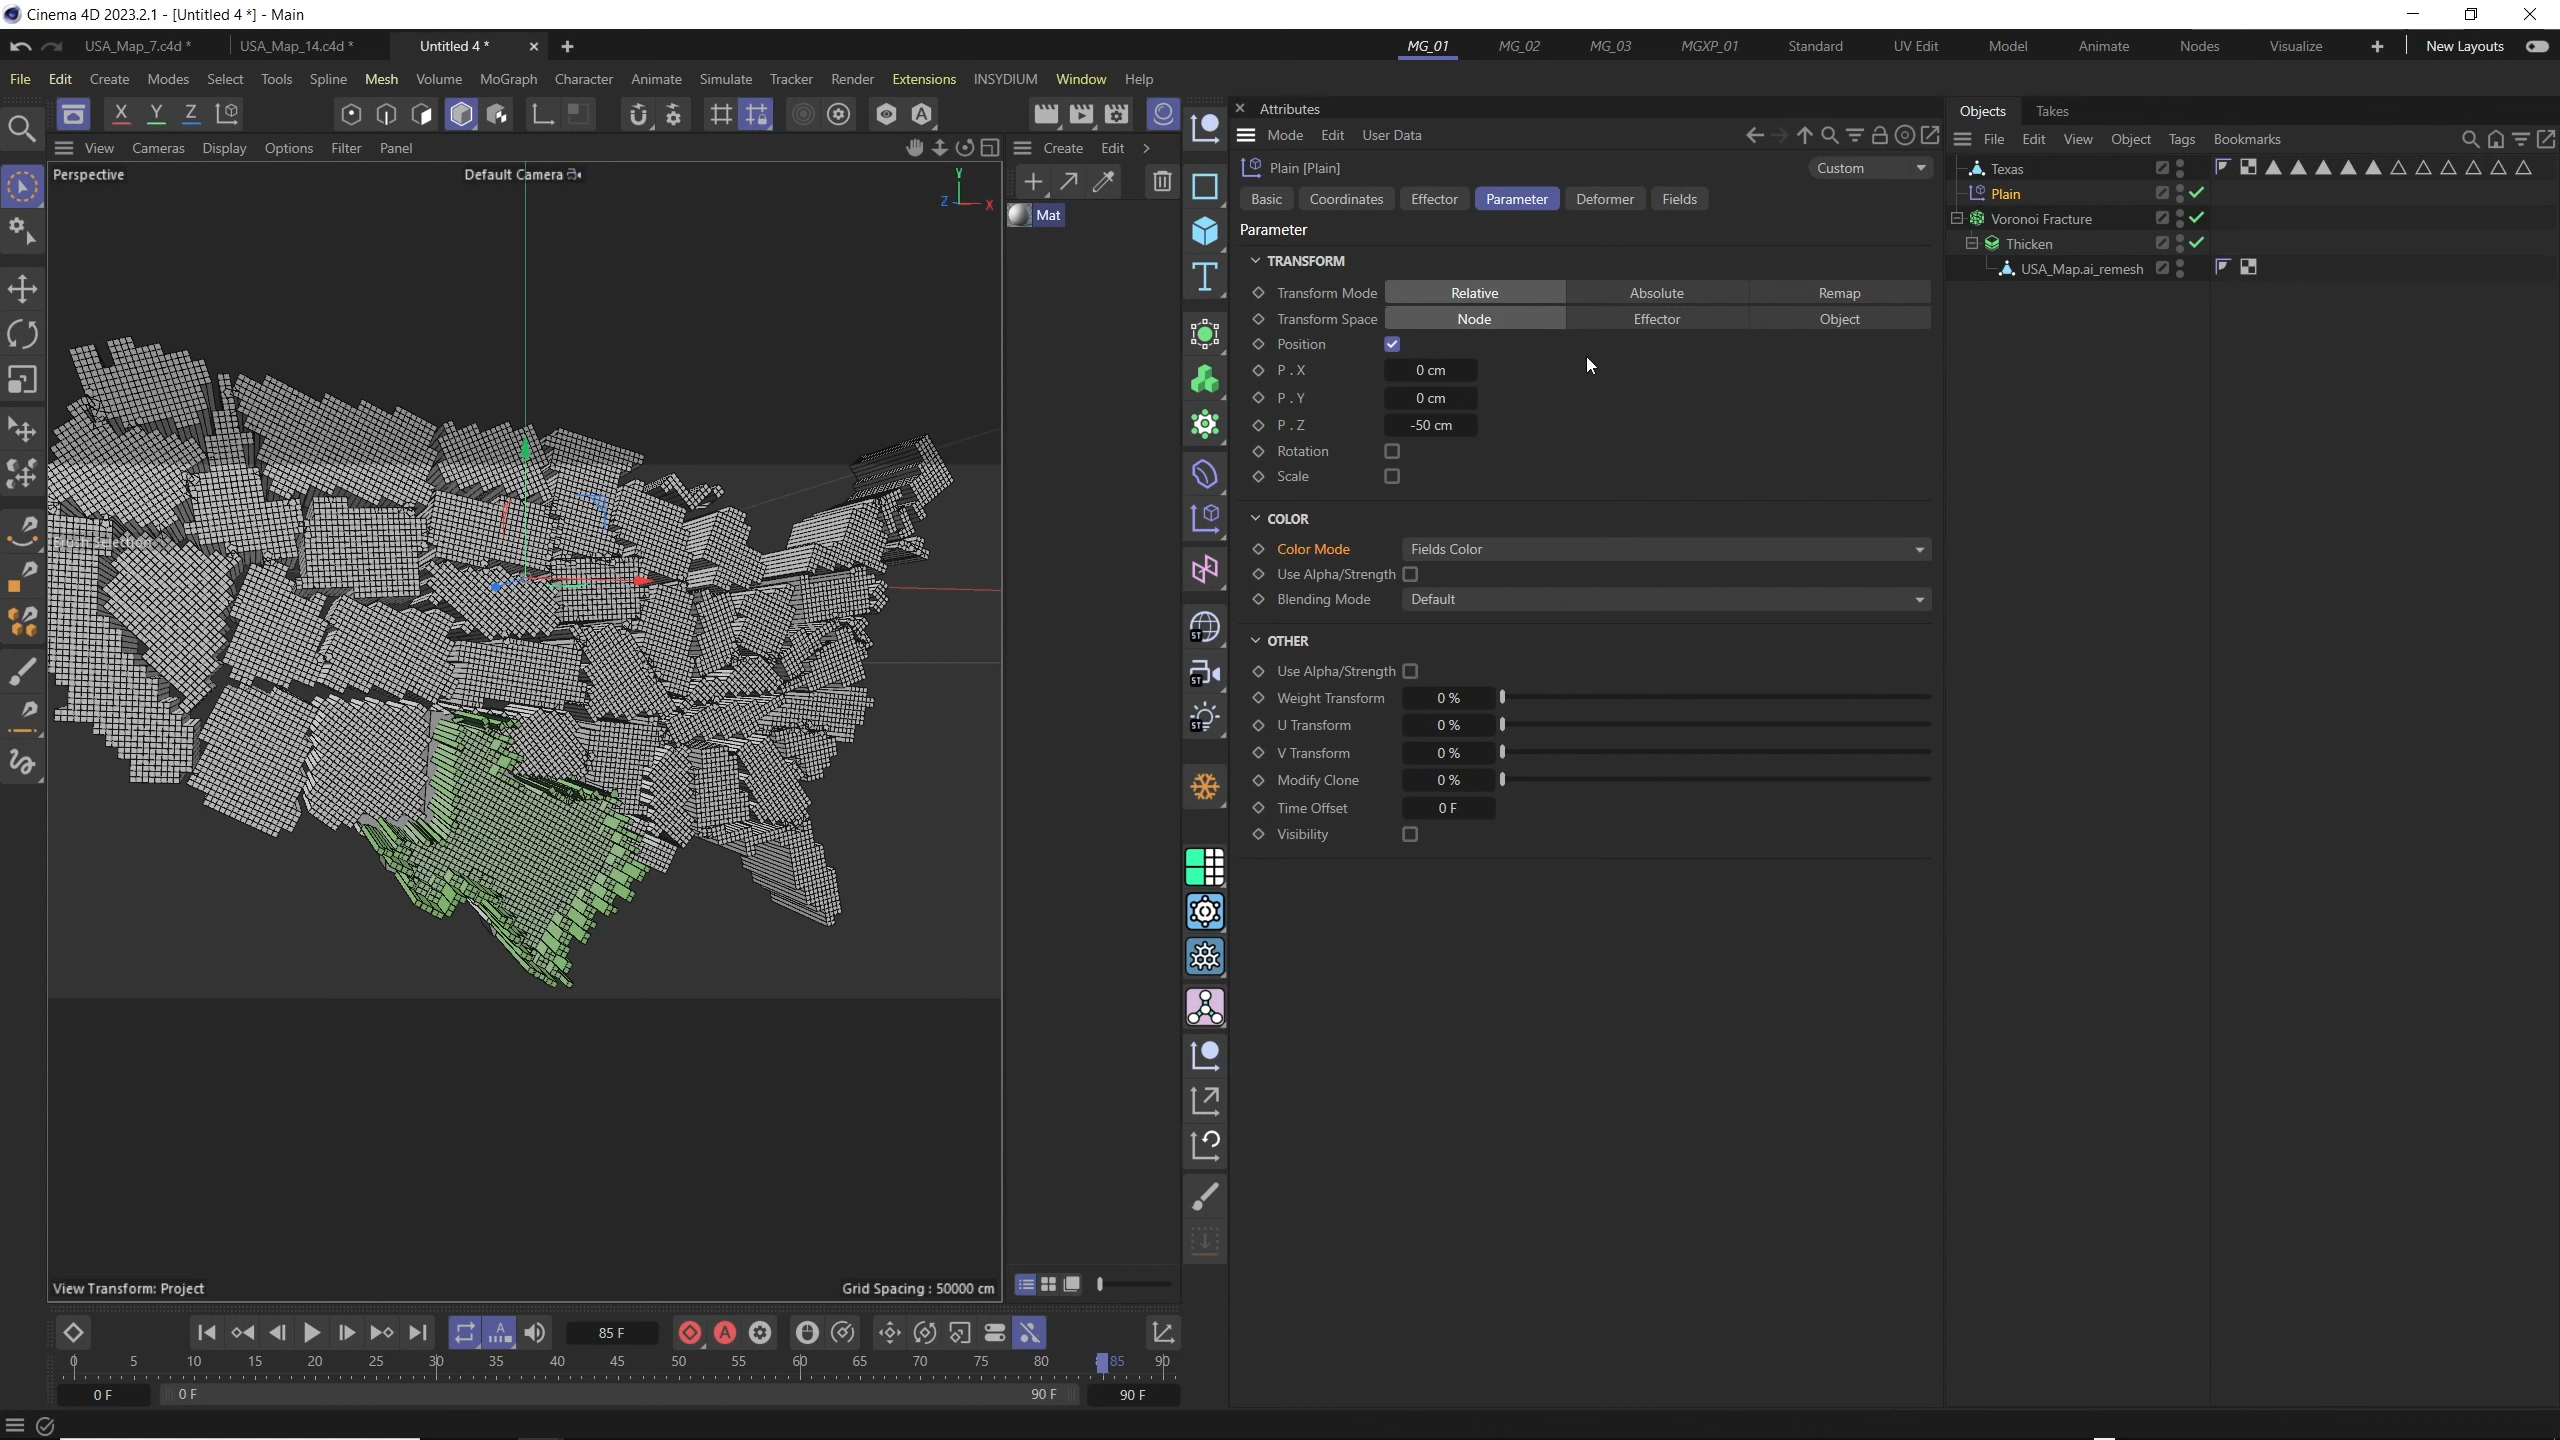 Cinema 4D 2023.2.1 - [Untitled 4 *] - Main
USA_Map_7.c4d *
USA_Map_14.c4d *
Untitled 4 *
MG_01
MG_02
MG_03
MGXP_01
Standard
UV Edit
Model
Animate
Nodes
Visualize
New Layouts
File Edit Create Modes Select Tools Spline Mesh Volume MoGraph Character Animate Simulate Tracker Render Extensions INSYDIUM Window Help
X Y Z
View Cameras Display Options Filter Panel
Perspective
Default Camera
Y
Z X
View Transform: Project
Grid Spacing : 50000 cm
Create Edit
Mat
Attributes
Mode Edit User Data
Plain [Plain]
Custom
Basic Coordinates Effector Parameter Deformer Fields
Parameter
TRANSFORM
Transform Mode Relative Absolute Remap
Transform Space Node Effector Object
Position
P . X 0 cm
P . Y 0 cm
P . Z -50 cm
Rotation
Scale
COLOR
Color Mode Fields Color
Use Alpha/Strength
Blending Mode Default
OTHER
Use Alpha/Strength
Weight Transform 0 %
U Transform 0 %
V Transform 0 %
Modify Clone 0 %
Time Offset 0 F
Visibility
Objects Takes
File Edit View Object Tags Bookmarks
Texas
Plain
Voronoi Fracture
Thicken
USA_Map.ai_remesh
85 F
0 5 10 15 20 25 30 35 40 45 50 55 60 65 70 75 80 85 90
0 F 0 F 90 F 90 F